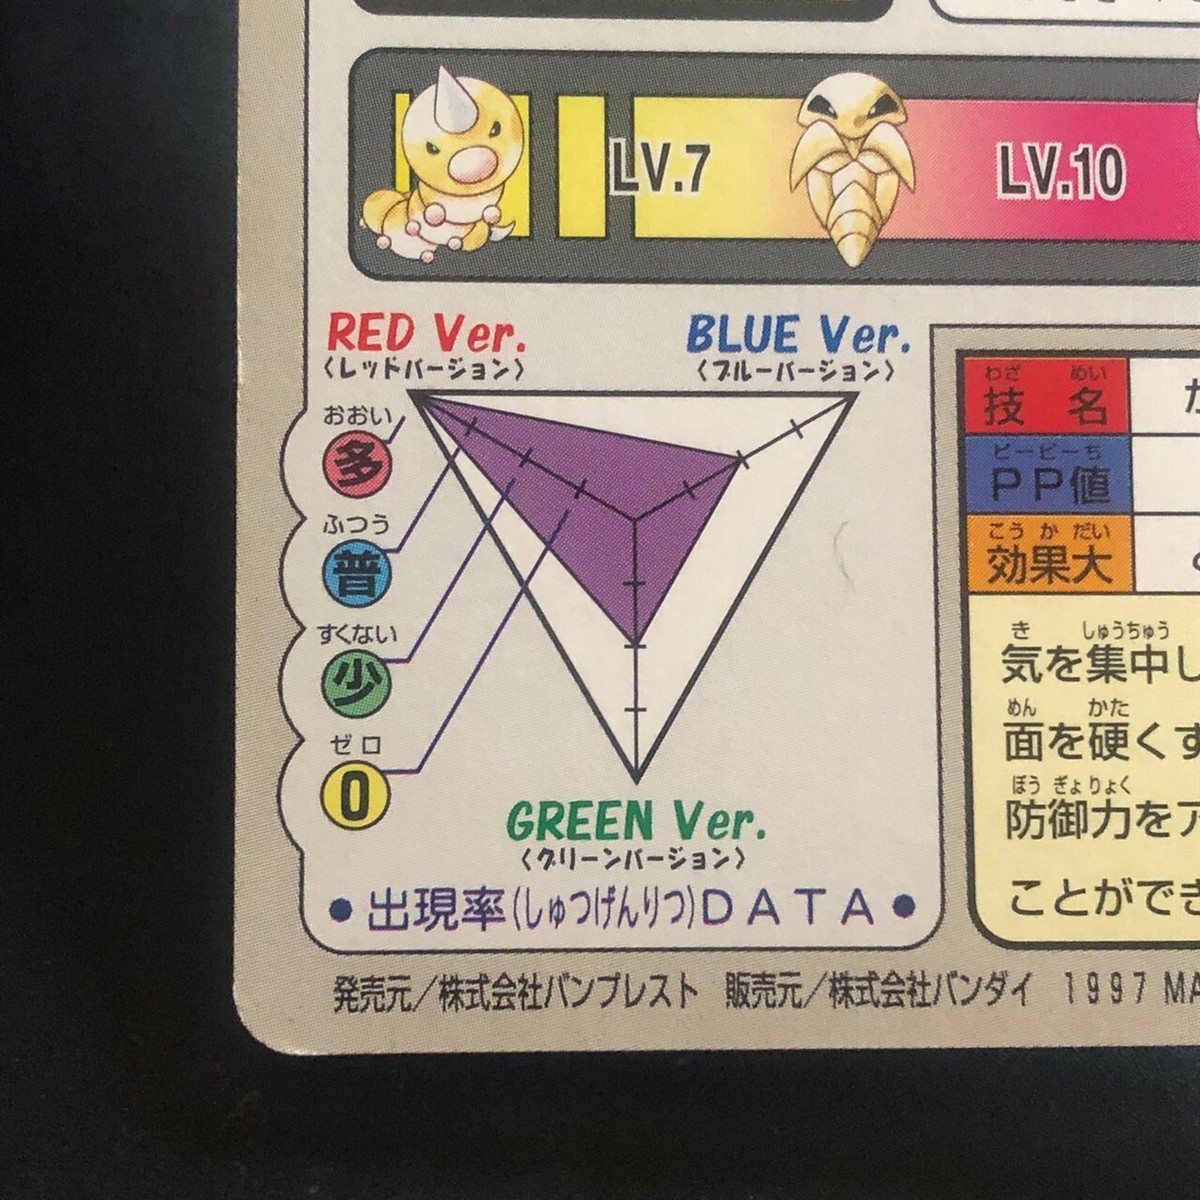 LV.7
LV.10
RED Ver.
〈レッドバージョン〉
BLUE Ver.
〈ブルーバージョン〉
おおい
多
ふつう
普
すくない
少
ゼロ
0
GREEN Ver.
〈グリーンバージョン〉
●出現率(しゅつげんりつ)DATA●
わざ めい
技 名
ピーピーち
PP値
こう か だい
効果大
き しゅうちゅう
気を集中し
めん かた
面を硬くす
ぼう ぎょ りょく
防御力をア
ことができ
発売元／株式会社バンプレスト 販売元／株式会社バンダイ 1997 MA